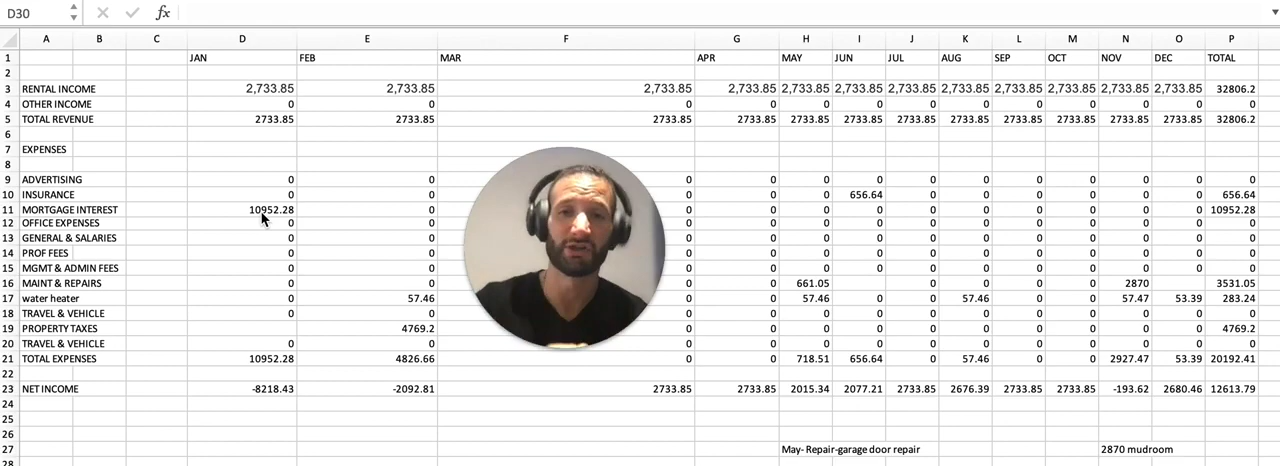 D30 fx
A B C D E F G H I J K L M N O P
1 JAN FEB MAR APR MAY JUN JUL AUG SEP OCT NOV DEC TOTAL
2
3 RENTAL INCOME 2,733.85 2,733.85 2,733.85 2,733.85 2,733.85 2,733.85 2,733.85 2,733.85 2,733.85 2,733.85 2,733.85 2,733.85 32806.2
4 OTHER INCOME 0 0 0 0 0 0 0 0 0 0 0 0 0
5 TOTAL REVENUE 2733.85 2733.85 2733.85 2733.85 2733.85 2733.85 2733.85 2733.85 2733.85 2733.85 2733.85 2733.85 32806.2
6
7 EXPENSES
8
9 ADVERTISING 0 0 0 0 0 0 0 0 0 0 0 0 0
10 INSURANCE 0 0 0 0 0 656.64 0 0 0 0 0 0 656.64
11 MORTGAGE INTEREST 10952.28 0 0 0 0 0 0 0 0 0 0 0 10952.28
12 OFFICE EXPENSES 0 0 0 0 0 0 0 0 0 0 0 0 0
13 GENERAL & SALARIES 0 0 0 0 0 0 0 0 0 0 0 0 0
14 PROF FEES 0 0 0 0 0 0 0 0 0 0 0 0 0
15 MGMT & ADMIN FEES 0 0 0 0 0 0 0 0 0 0 0 0 0
16 MAINT & REPAIRS 0 0 0 0 661.05 0 0 0 0 2870 0 3531.05
17 water heater 0 57.46 0 0 57.46 0 0 57.46 0 0 57.47 53.39 283.24
18 TRAVEL & VEHICLE 0 0 0 0 0 0 0 0 0 0 0 0 0
19 PROPERTY TAXES 4769.2 0 0 0 0 0 0 0 0 0 0 4769.2
20 TRAVEL & VEHICLE 0 0 0 0 0 0 0 0 0 0 0 0 0
21 TOTAL EXPENSES 10952.28 4826.66 0 0 718.51 656.64 0 57.46 0 0 2927.47 53.39 20192.41
22
23 NET INCOME -8218.43 -2092.81 2733.85 2733.85 2015.34 2077.21 2733.85 2676.39 2733.85 2733.85 -193.62 2680.46 12613.79
24
25
26
27 May- Repair-garage door repair 2870 mudroom
28